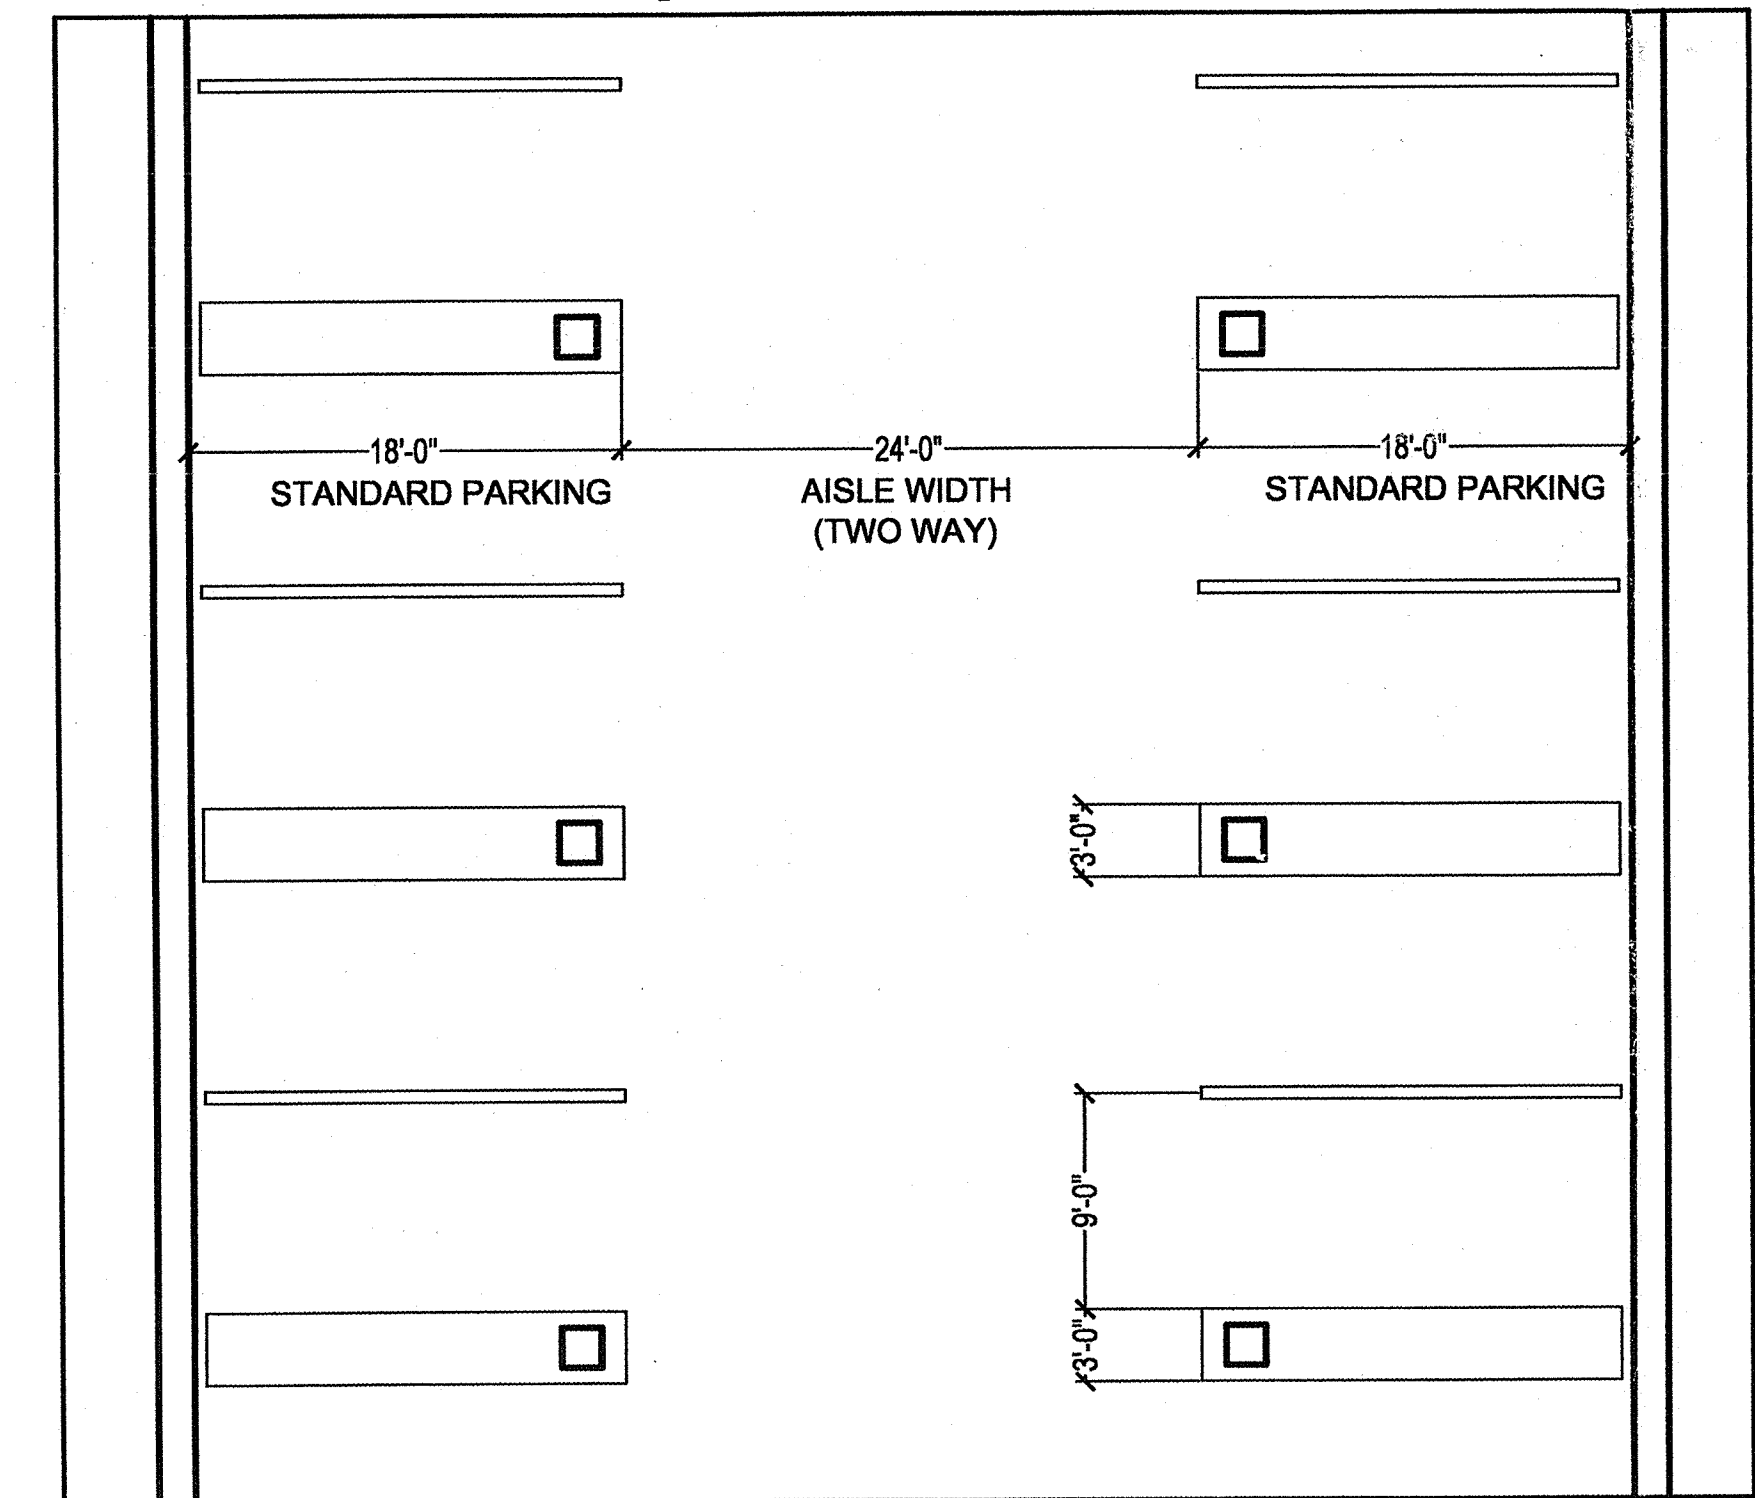 18'-0"
24'-0"
18'-0"
STANDARD PARKING
AISLE WIDTH
(TWO WAY)
STANDARD PARKING
3'-0"
9'-0"
3'-0"